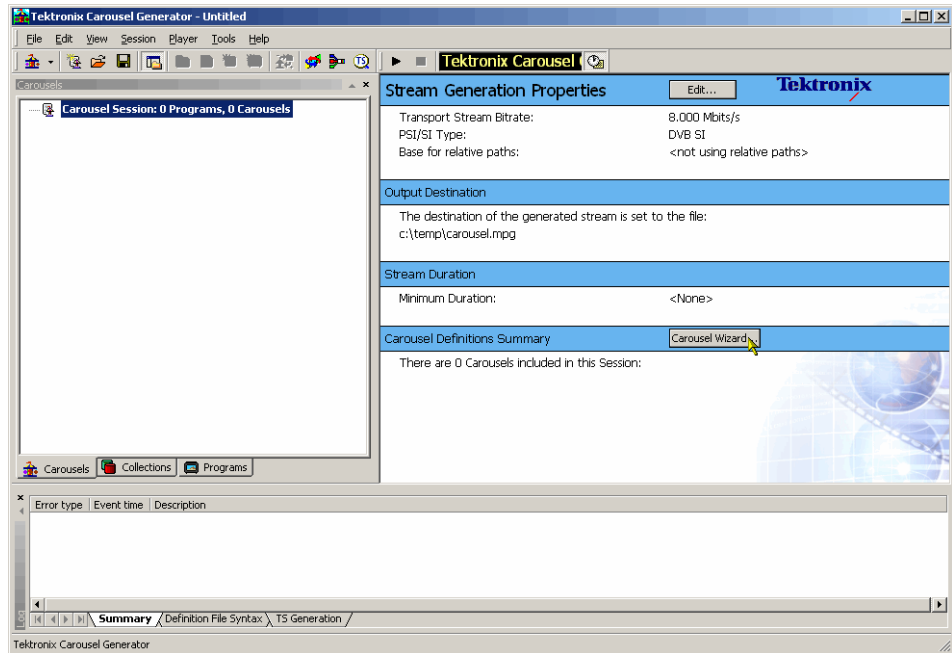 Tektronix Carousel Generator - Untitled
File Edit View Session Player Tools Help
Tektronix Carousel
Carousels
Carousel Session: 0 Programs, 0 Carousels
Carousels Collections Programs
Stream Generation Properties Edit... Tektronix
Transport Stream Bitrate: 8.000 Mbits/s
PSI/SI Type: DVB SI
Base for relative paths: <not using relative paths>
Output Destination
The destination of the generated stream is set to the file:
c:\temp\carousel.mpg
Stream Duration
Minimum Duration: <None>
Carousel Definitions Summary Carousel Wizard...
There are 0 Carousels included in this Session:
Error type Event time Description
Log
Summary Definition File Syntax TS Generation
Tektronix Carousel Generator